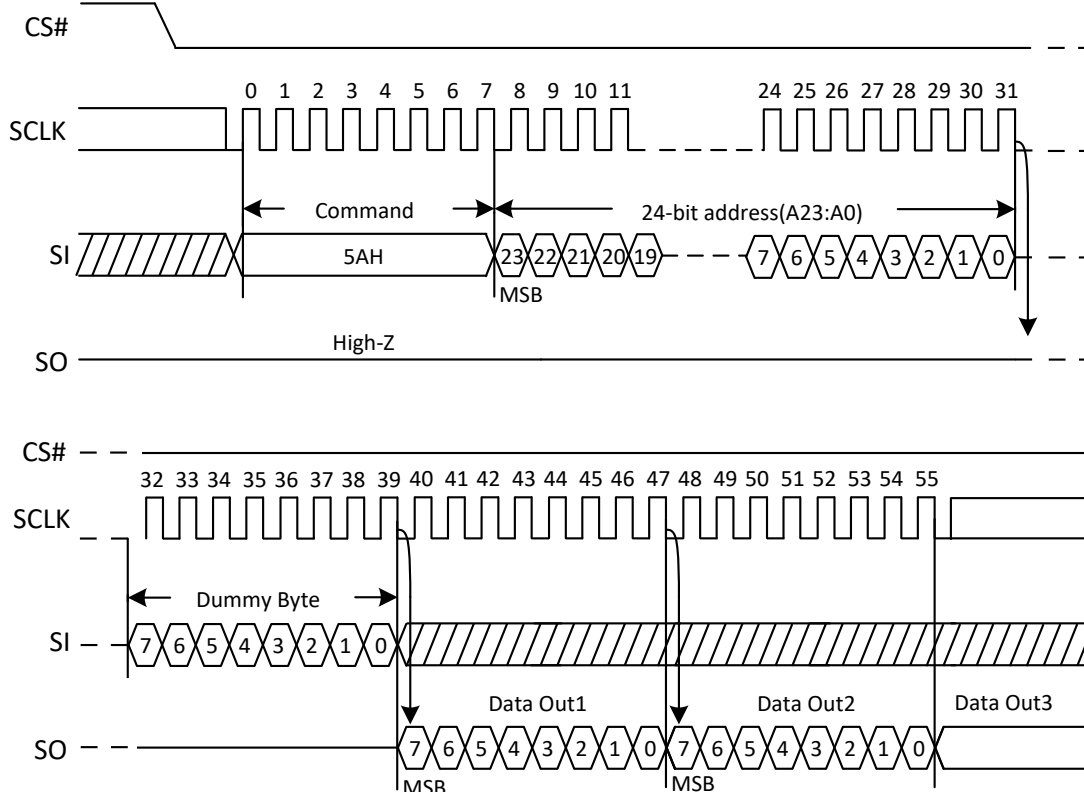 CS#
0 1 2 3 4 5 6 7 8 9 10 11 24 25 26 27 28 29 30 31
SCLK
Command 24-bit address(A23:A0)
SI 5AH 23 22 21 20 19 7 6 5 4 3 2 1 0
MSB
High-Z
SO
CS#
32 33 34 35 36 37 38 39 40 41 42 43 44 45 46 47 48 49 50 51 52 53 54 55
SCLK
Dummy Byte
SI 7 6 5 4 3 2 1 0
Data Out1 Data Out2 Data Out3
SO 7 6 5 4 3 2 1 0 7 6 5 4 3 2 1 0
MSB MSB